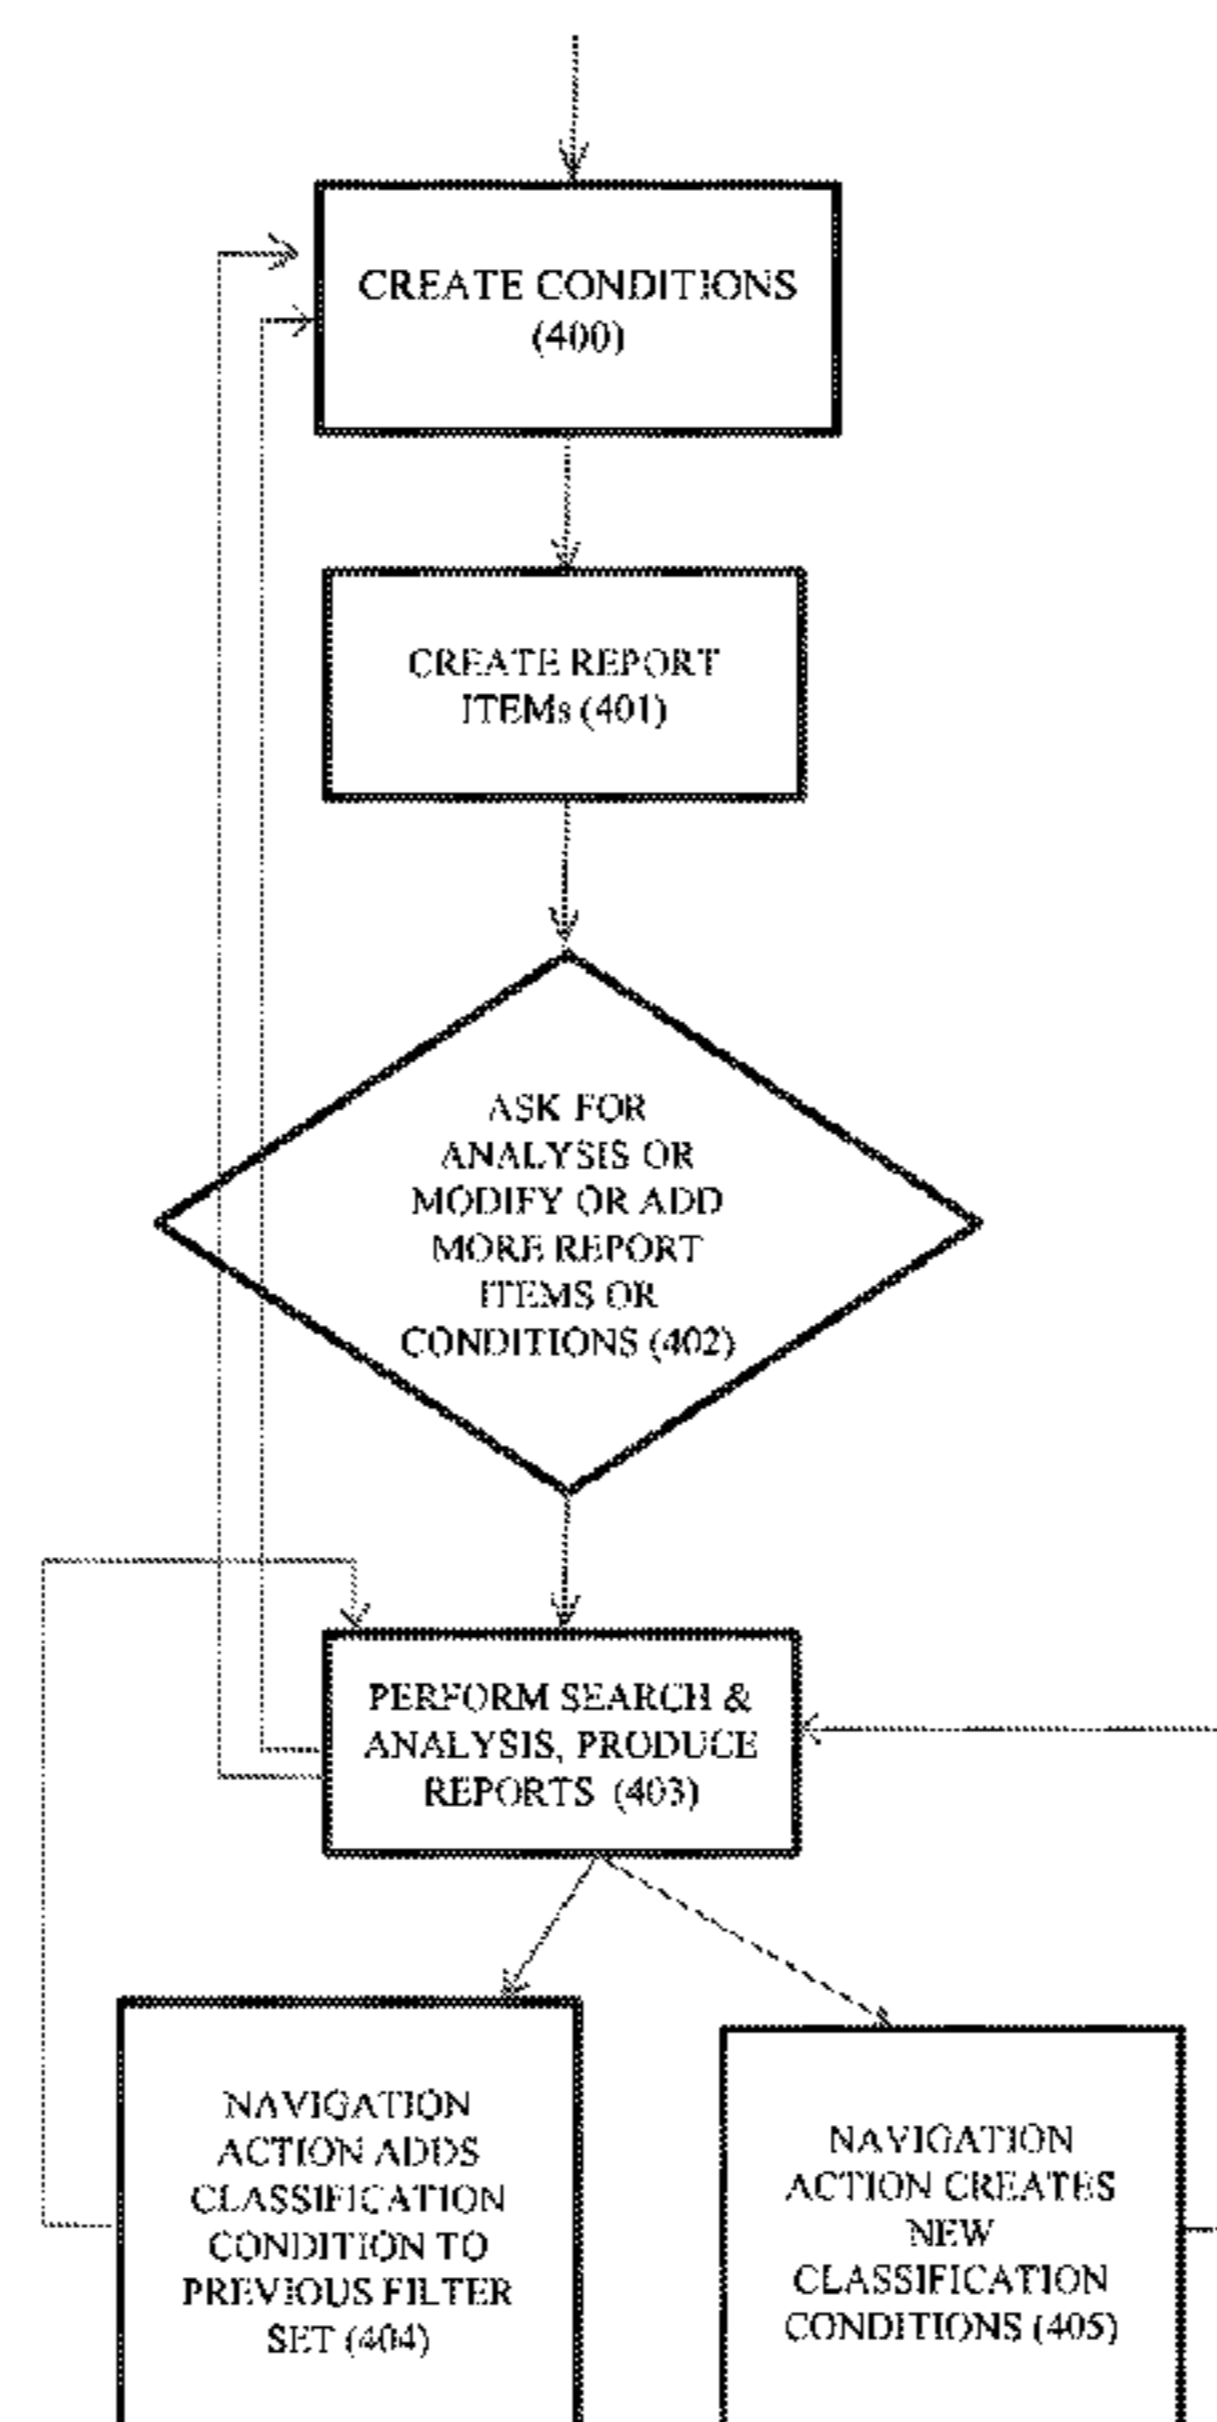 CREATE CONDITIONS
(400)
CREATE REPORT
ITEMs (401)
ASK FOR
ANALYSIS OR
MODIFY OR ADD
MORE REPORT
ITEMS OR
CONDITIONS (402)
PERFORM SEARCH &
ANALYSIS, PRODUCE
REPORTS (403)
NAVIGATION
ACTION ADDS
CLASSIFICATION
CONDITION TO
PREVIOUS FILTER
SET (404)
NAVIGATION
ACTION CREATES
NEW
CLASSIFICATION
CONDITIONS (405)